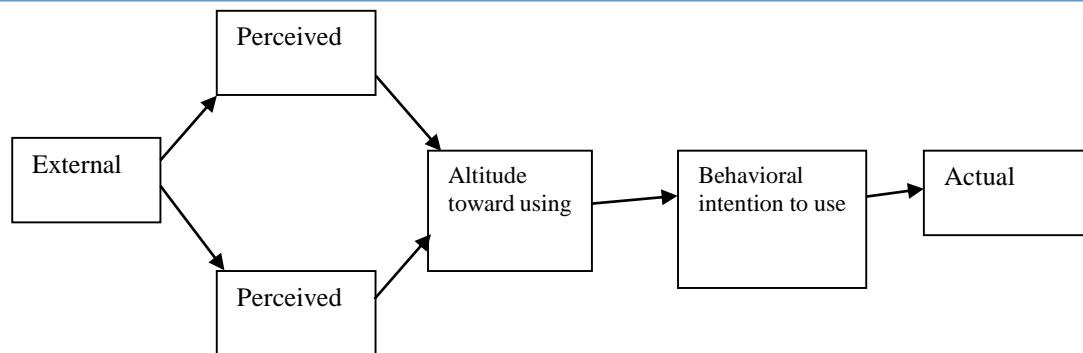 Perceived
External
Altitude
toward using
Behavioral
intention to use
Actual
Perceived